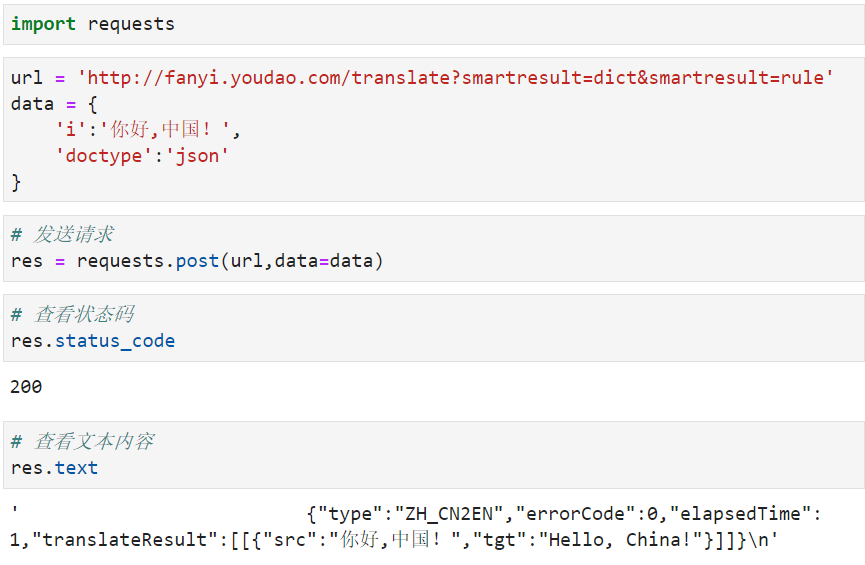 import requests
url = 'http://fanyi.youdao.com/translate?smartresult=dict&smartresult=rule'
data = {
    'i':'你好,中国！',
    'doctype':'json'
}
# 发送请求
res = requests.post(url,data=data)
# 查看状态码
res.status_code
200
# 查看文本内容
res.text
'                          {"type":"ZH_CN2EN","errorCode":0,"elapsedTime":
1,"translateResult":[[{"src":"你好,中国！","tgt":"Hello, China!"}]]}\n'